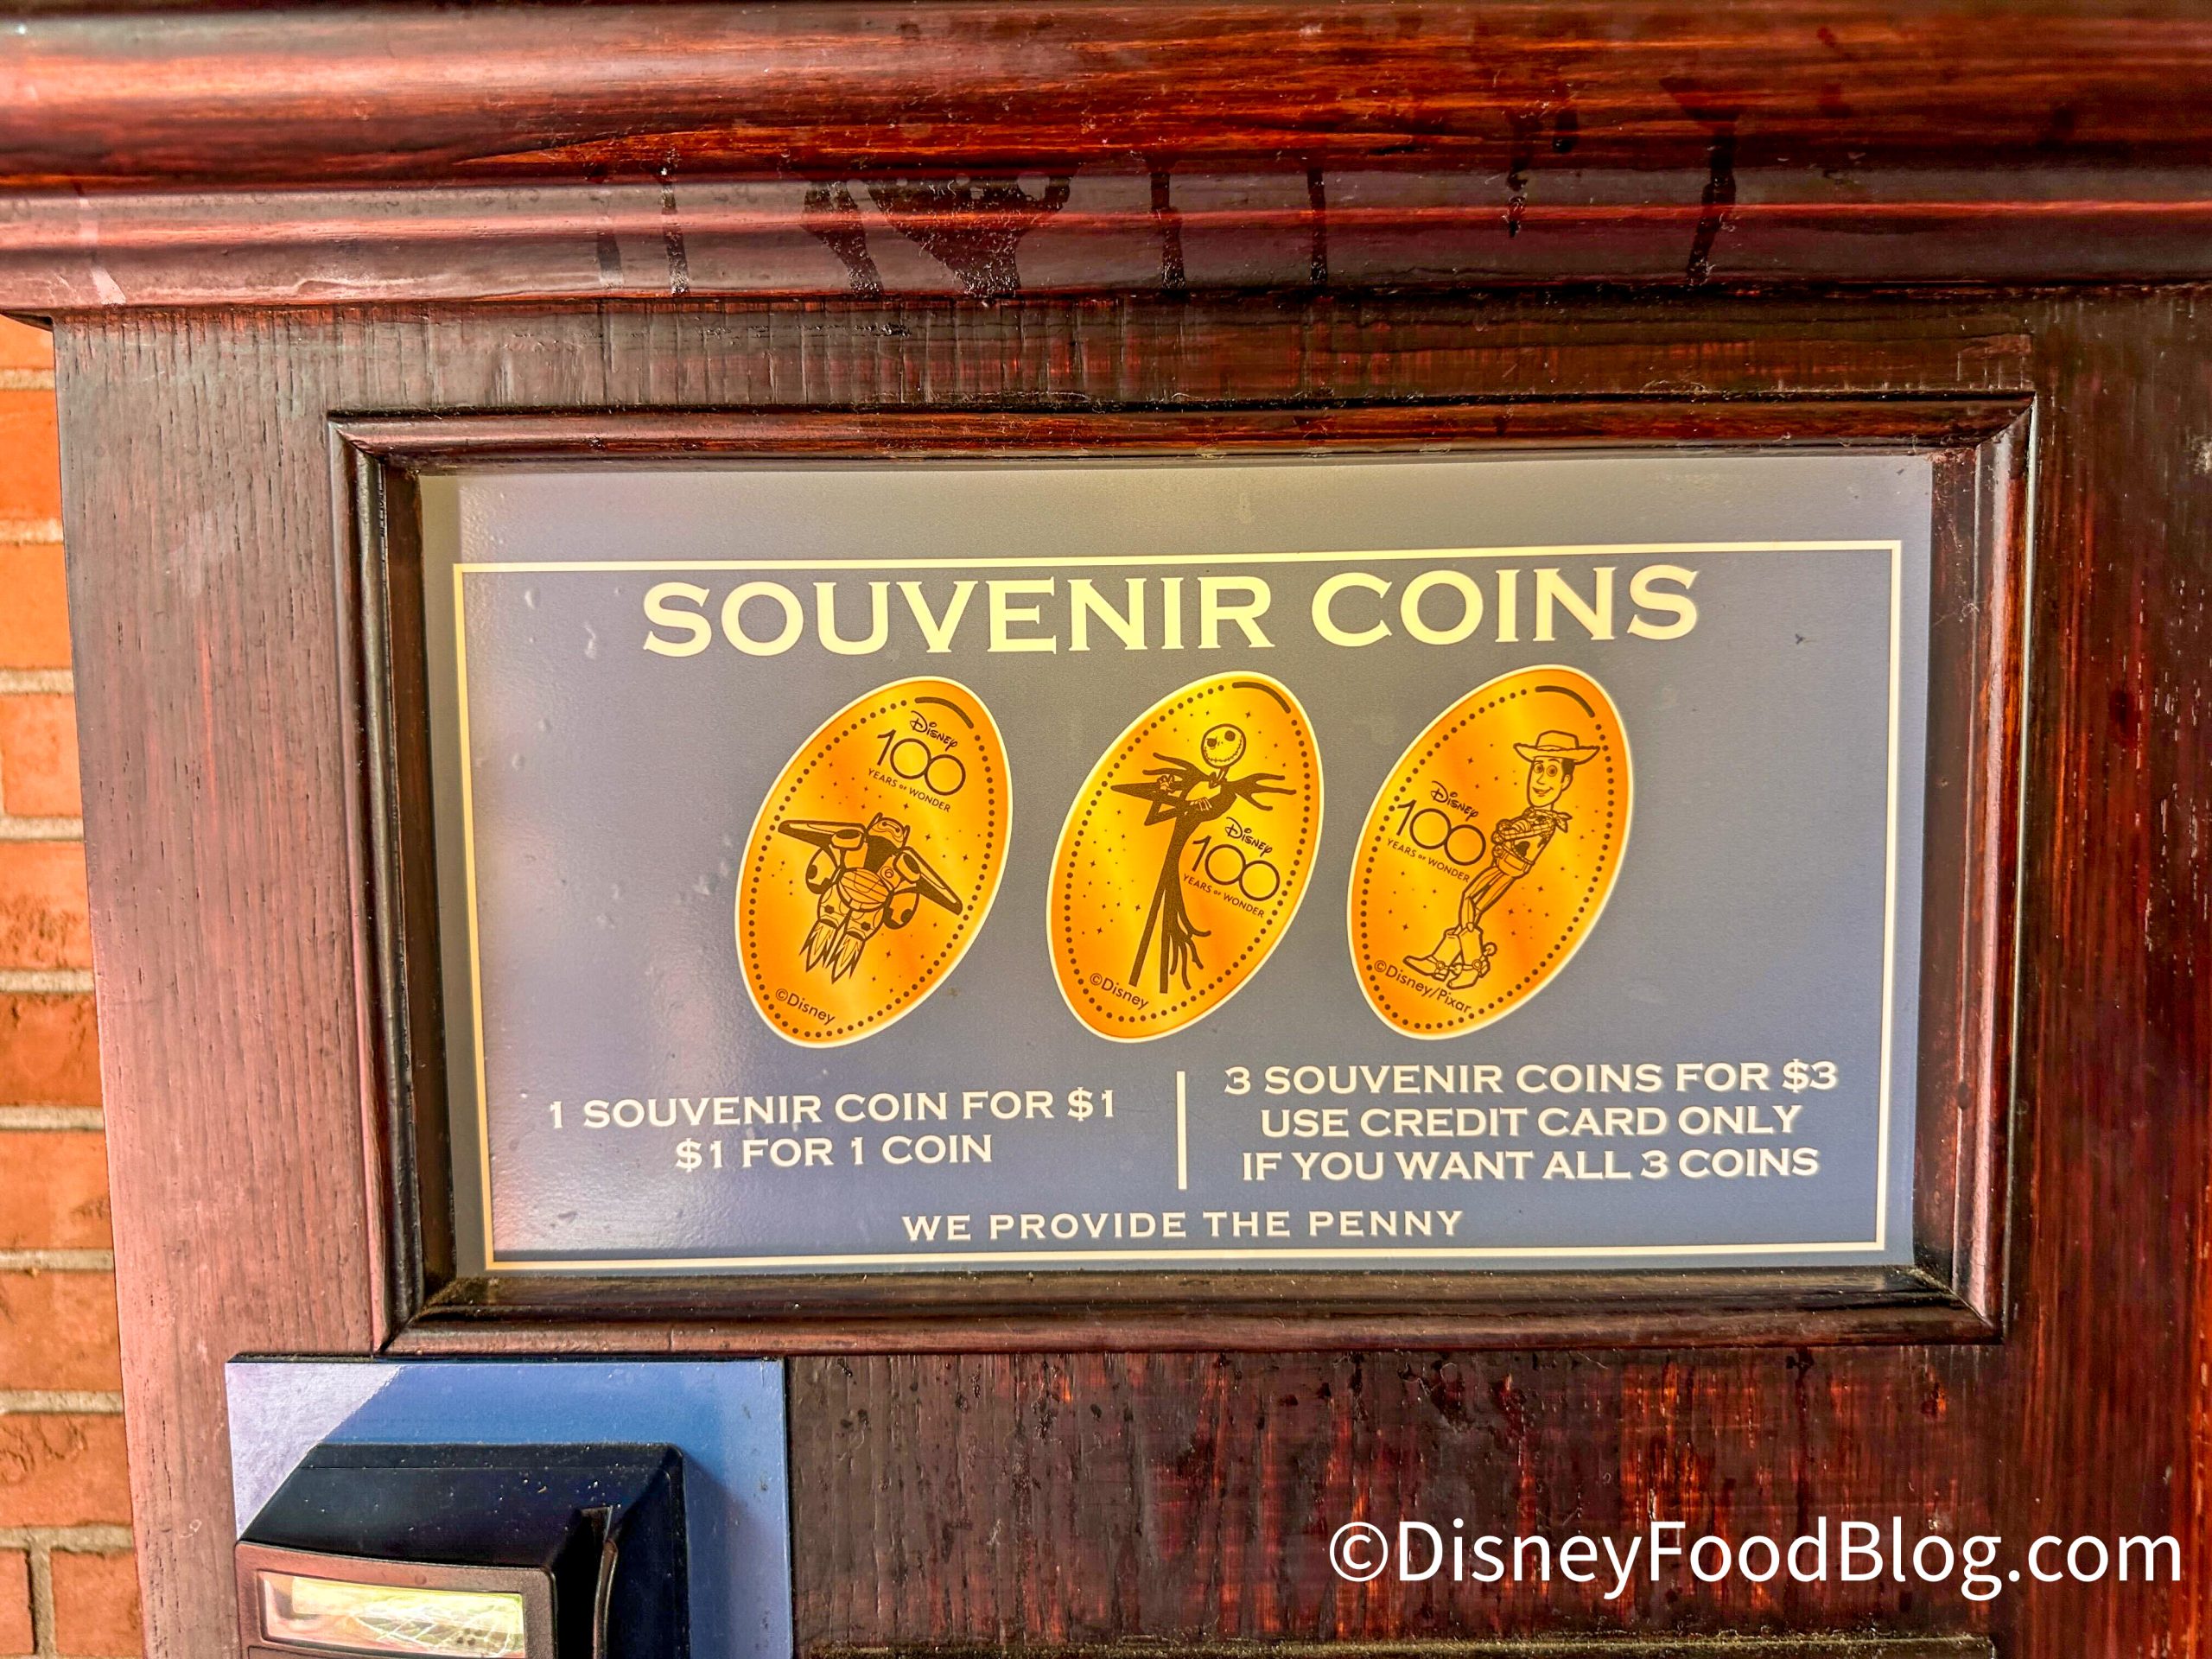 SOUVENIR COINS
Disney
100
YEARS OF WONDER
6
©Disney
Disney
100
YEARS OF WONDER
©Disney
Disney
100
YEARS OF WONDER
©Disney/Pixar
1 SOUVENIR COIN FOR $1
$1 FOR 1 COIN
3 SOUVENIR COINS FOR $3
USE CREDIT CARD ONLY
IF YOU WANT ALL 3 COINS
WE PROVIDE THE PENNY
©DisneyFoodBlog.com